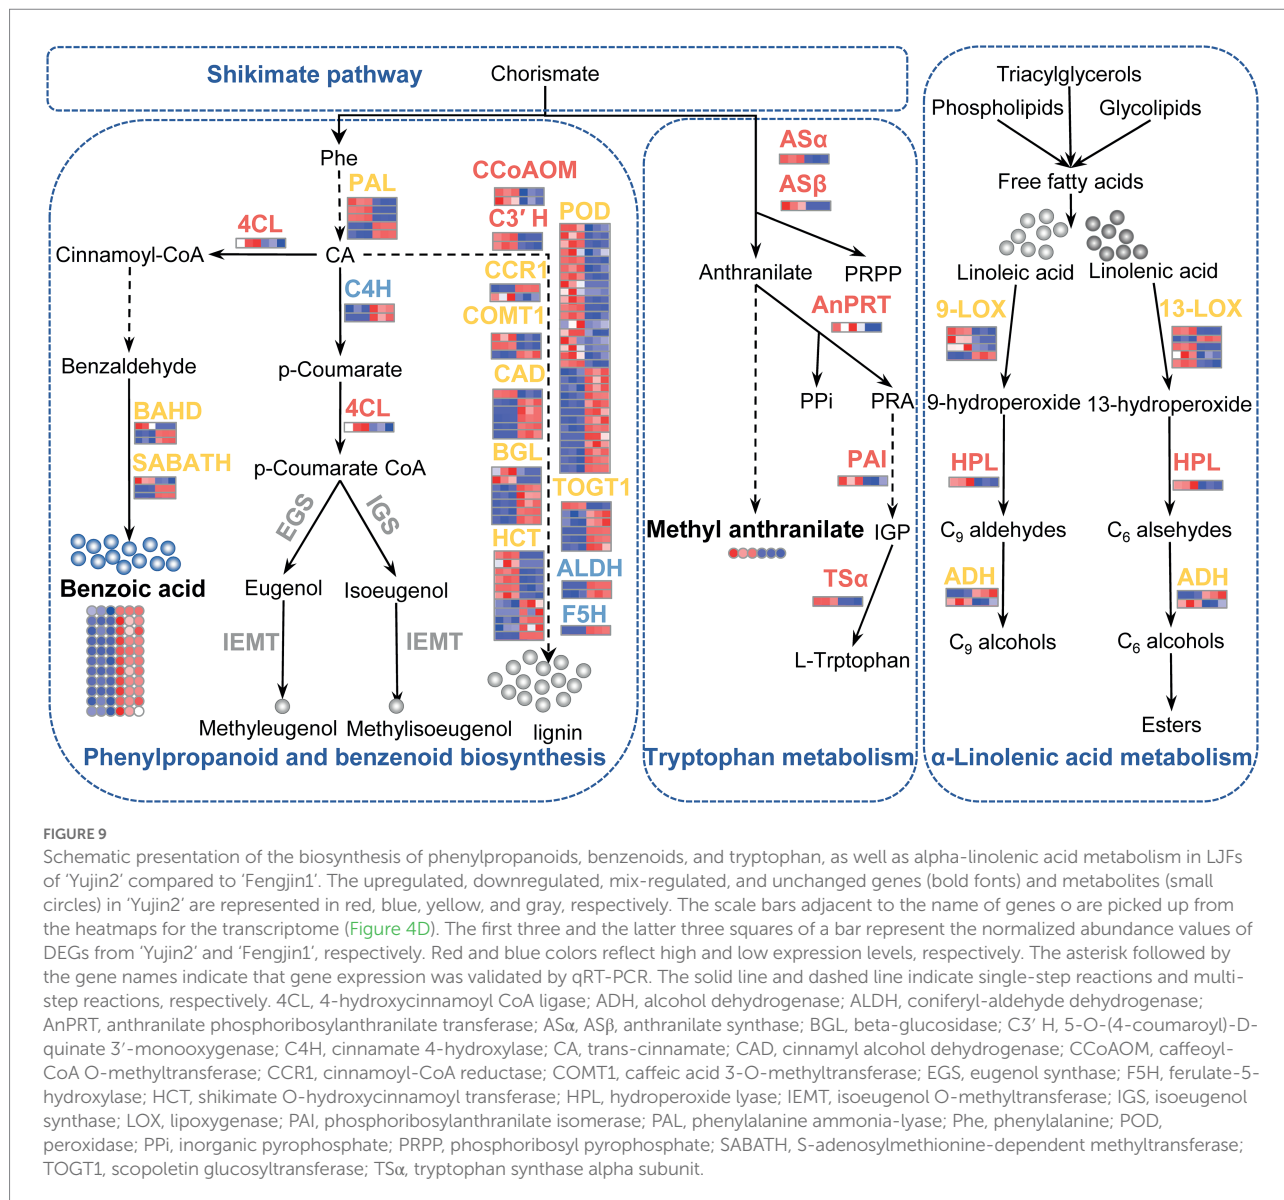 Shikimate pathway
Chorismate
Phe
PAL
4CL
Cinnamoyl-CoA
CA
C4H
Benzaldehyde
p-Coumarate
BAHD
4CL
SABATH
p-Coumarate CoA
EGS
IGS
Benzoic acid
Eugenol
Isoeugenol
IEMT
IEMT
Methyleugenol
Methylisoeugenol
CCoAOM
C3′ H
POD
CCR1
COMT1
CAD
BGL
TOGT1
HCT
ALDH
F5H
lignin
Phenylpropanoid and benzenoid biosynthesis
ASα
ASβ
Anthranilate
PRPP
AnPRT
PPi
PRA
PAI
Methyl anthranilate
IGP
TSα
L-Trptophan
Tryptophan metabolism
Triacylglycerols
Phospholipids
Glycolipids
Free fatty acids
Linoleic acid
Linolenic acid
9-LOX
13-LOX
9-hydroperoxide
13-hydroperoxide
HPL
HPL
C9 aldehydes
C6 alsehydes
ADH
ADH
C9 alcohols
C6 alcohols
Esters
α-Linolenic acid metabolism
FIGURE 9
Schematic presentation of the biosynthesis of phenylpropanoids, benzenoids, and tryptophan, as well as alpha-linolenic acid metabolism in LJFs
of ‘Yujin2’ compared to ‘Fengjin1’. The upregulated, downregulated, mix-regulated, and unchanged genes (bold fonts) and metabolites (small
circles) in ‘Yujin2’ are represented in red, blue, yellow, and gray, respectively. The scale bars adjacent to the name of genes o are picked up from
the heatmaps for the transcriptome (Figure 4D). The first three and the latter three squares of a bar represent the normalized abundance values of
DEGs from ‘Yujin2’ and ‘Fengjin1’, respectively. Red and blue colors reflect high and low expression levels, respectively. The asterisk followed by
the gene names indicate that gene expression was validated by qRT-PCR. The solid line and dashed line indicate single-step reactions and multi-
step reactions, respectively. 4CL, 4-hydroxycinnamoyl CoA ligase; ADH, alcohol dehydrogenase; ALDH, coniferyl-aldehyde dehydrogenase;
AnPRT, anthranilate phosphoribosylanthranilate transferase; ASα, ASβ, anthranilate synthase; BGL, beta-glucosidase; C3′ H, 5-O-(4-coumaroyl)-D-
quinate 3′-monooxygenase; C4H, cinnamate 4-hydroxylase; CA, trans-cinnamate; CAD, cinnamyl alcohol dehydrogenase; CCoAOM, caffeoyl-
CoA O-methyltransferase; CCR1, cinnamoyl-CoA reductase; COMT1, caffeic acid 3-O-methyltransferase; EGS, eugenol synthase; F5H, ferulate-5-
hydroxylase; HCT, shikimate O-hydroxycinnamoyl transferase; HPL, hydroperoxide lyase; IEMT, isoeugenol O-methyltransferase; IGS, isoeugenol
synthase; LOX, lipoxygenase; PAI, phosphoribosylanthranilate isomerase; PAL, phenylalanine ammonia-lyase; Phe, phenylalanine; POD,
peroxidase; PPi, inorganic pyrophosphate; PRPP, phosphoribosyl pyrophosphate; SABATH, S-adenosylmethionine-dependent methyltransferase;
TOGT1, scopoletin glucosyltransferase; TSα, tryptophan synthase alpha subunit.